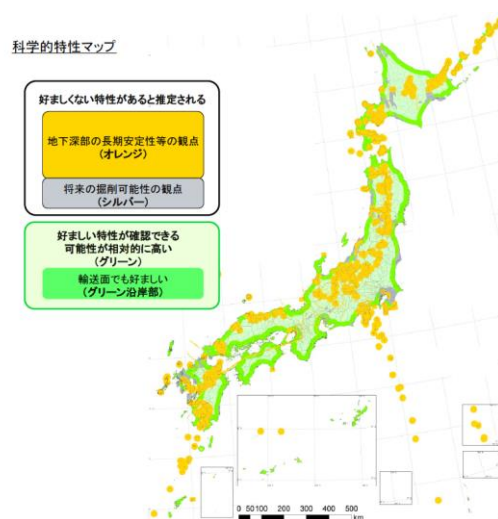 科学的特性マップ
好ましくない特性があると推定される
地下深部の長期安定性等の観点
(オレンジ)
将来の掘削可能性の観点
(シルバー)
好ましい特性が確認できる
可能性が相対的に高い
(グリーン)
輸送面でも好ましい
(グリーン沿岸部)
0 50 100 200 300 400 500
km